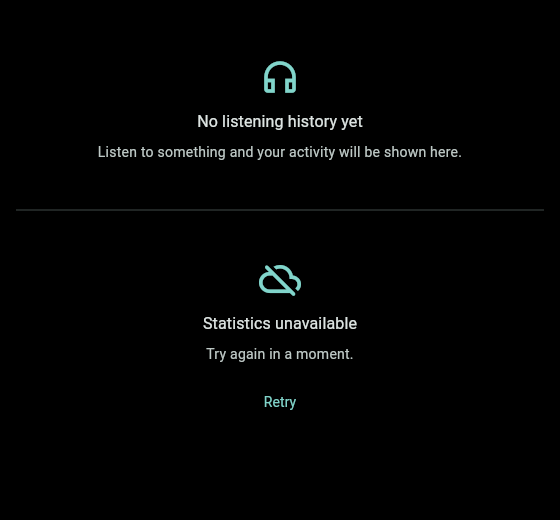 No listening history yet
Listen to something and your activity will be shown here.
Statistics unavailable
Try again in a moment.
Retry